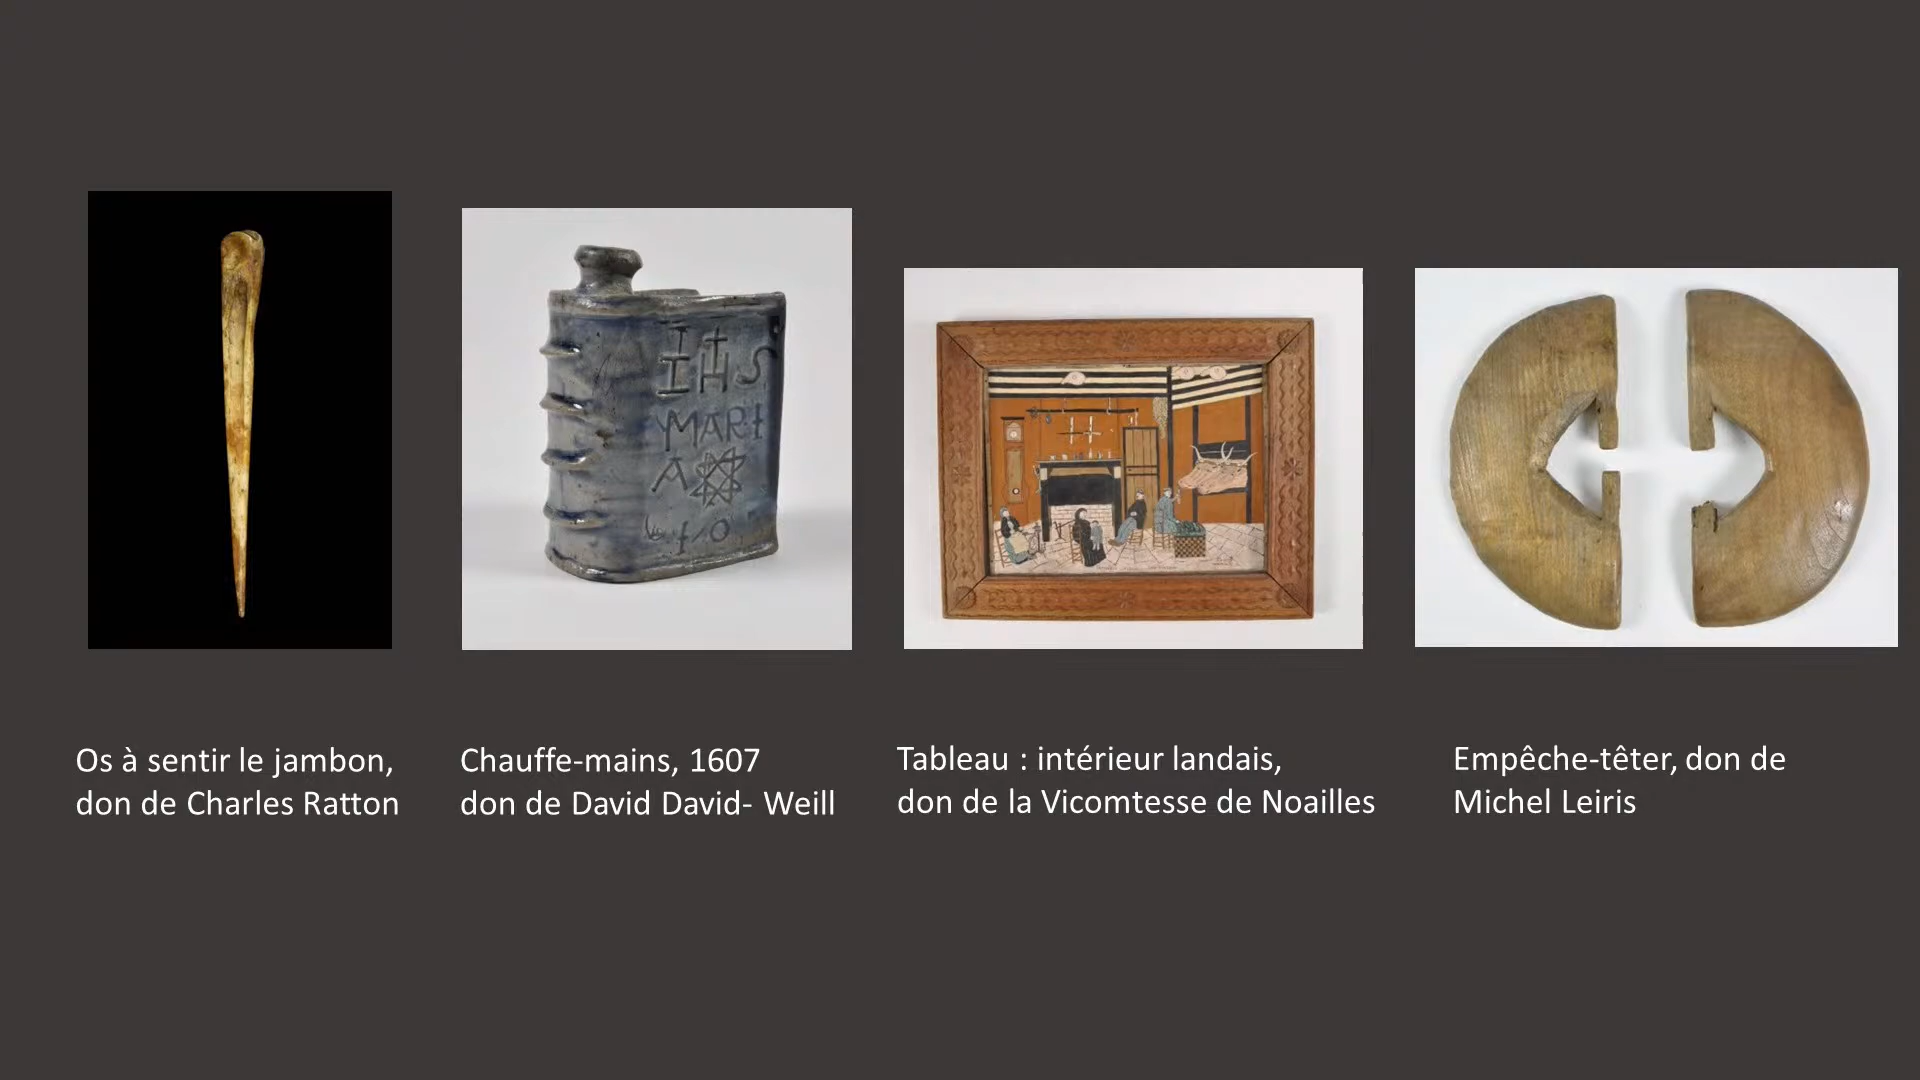 IHS
MARI
A
Os à sentir le jambon,
don de Charles Ratton
Chauffe-mains, 1607
don de David David- Weill
Tableau : intérieur landais,
don de la Vicomtesse de Noailles
Empêche-têter, don de
Michel Leiris